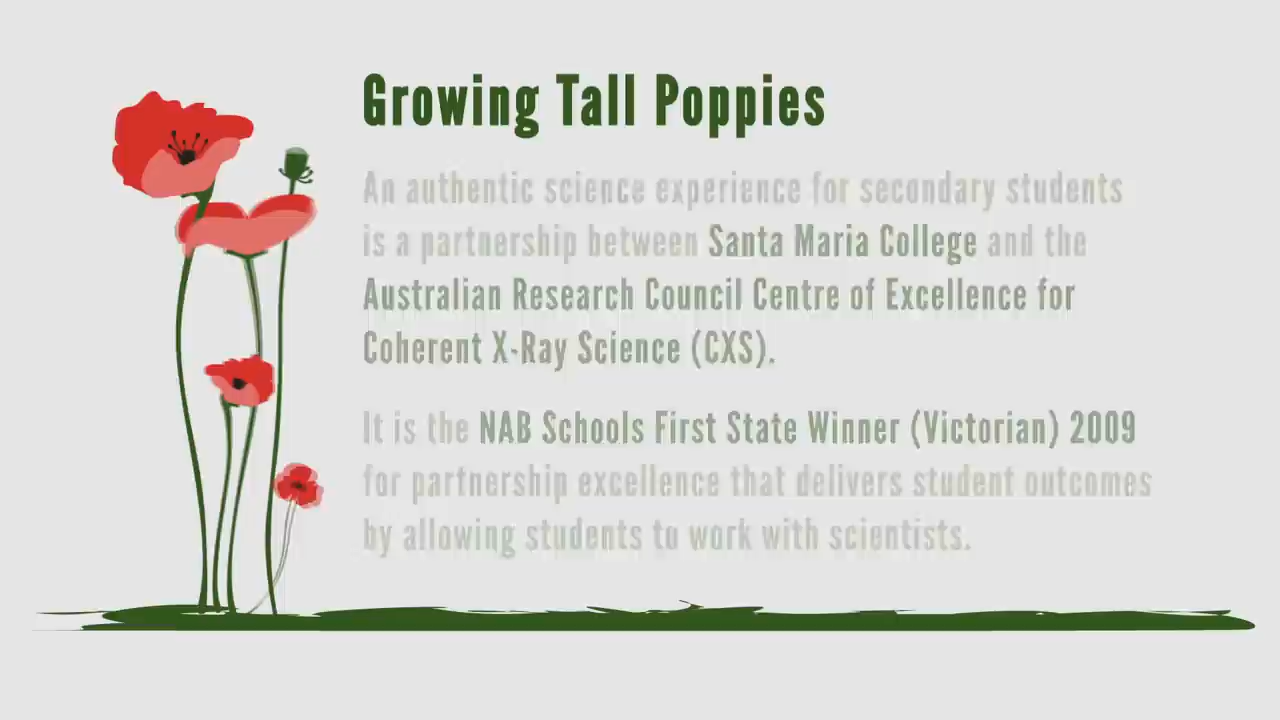 Growing Tall Poppies
An authentic science experience for secondary students
is a partnership between Santa Maria College and the
Australian Research Council Centre of Excellence for
Coherent X-Ray Science (CXS).
It is the NAB Schools First State Winner (Victorian) 2009
for partnership excellence that delivers student outcomes
by allowing students to work with scientists.